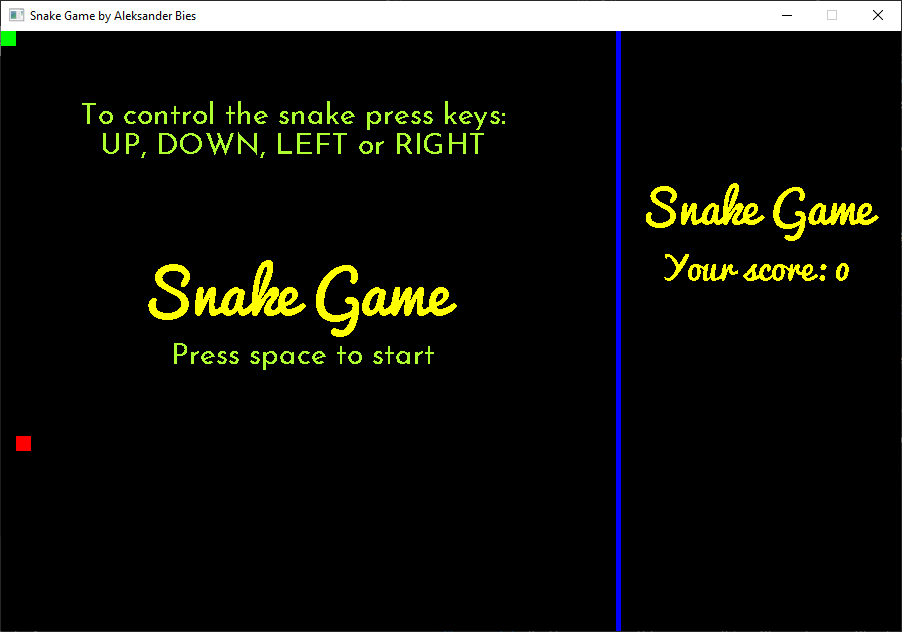 Snake Game by Aleksander Bies
To control the snake press keys:
UP, DOWN, LEFT or RIGHT
Snake Game
Press space to start
Snake Game
Your score: 0